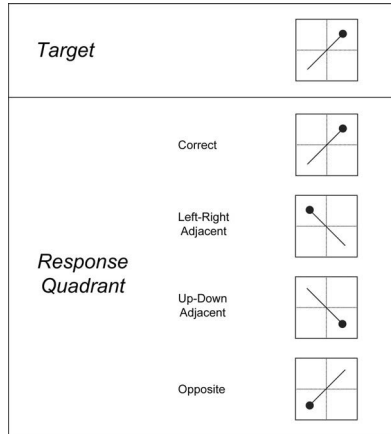 Target
Correct
Left-Right
Adjacent
Response
Quadrant
Up-Down
Adjacent
Opposite